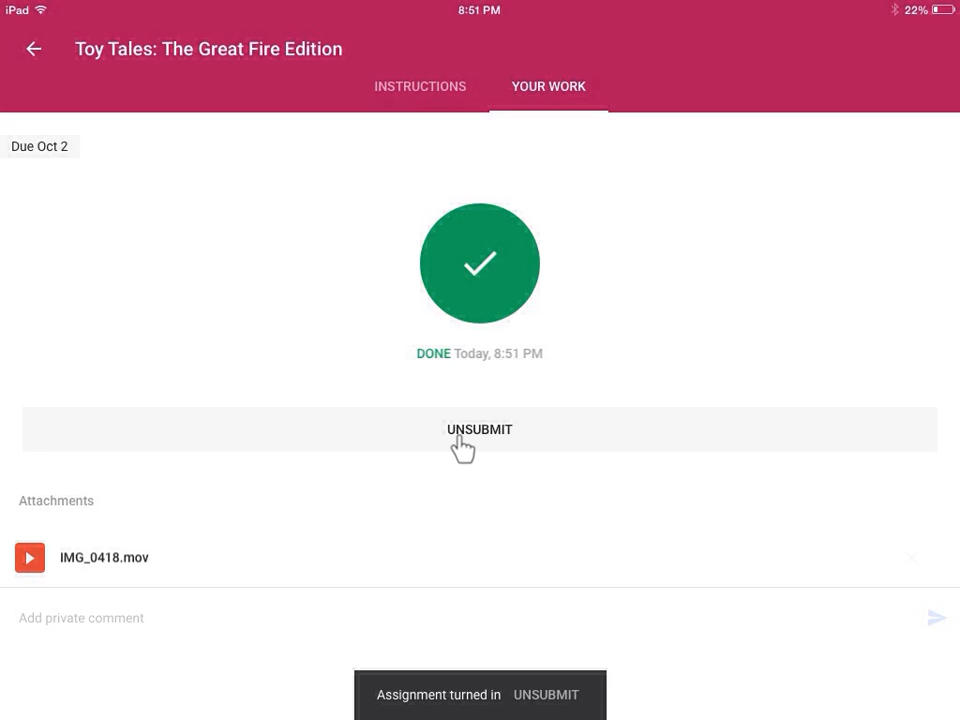 iPad 8:51 PM 22%
Toy Tales: The Great Fire Edition
INSTRUCTIONS YOUR WORK
Due Oct 2
DONE Today, 8:51 PM
UNSUBMIT
Attachments
IMG_0418.mov
Add private comment
Assignment turned in UNSUBMIT